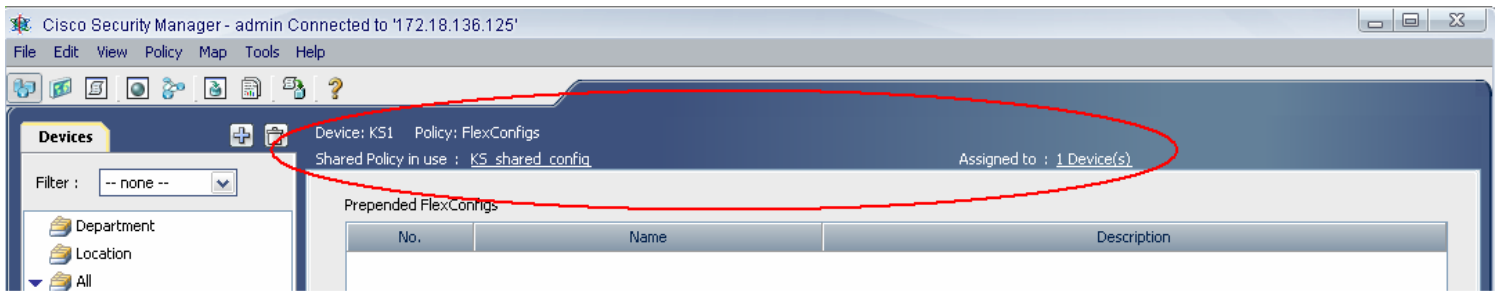 Cisco Security Manager - admin Connected to '172.18.136.125'
File Edit View Policy Map Tools Help
Devices
Device: KS1 Policy: FlexConfigs
Shared Policy in use : KS_shared_config Assigned to : 1 Device(s)
Filter : -- none --
Prepended FlexConfigs
Department
No. Name Description
Location
All